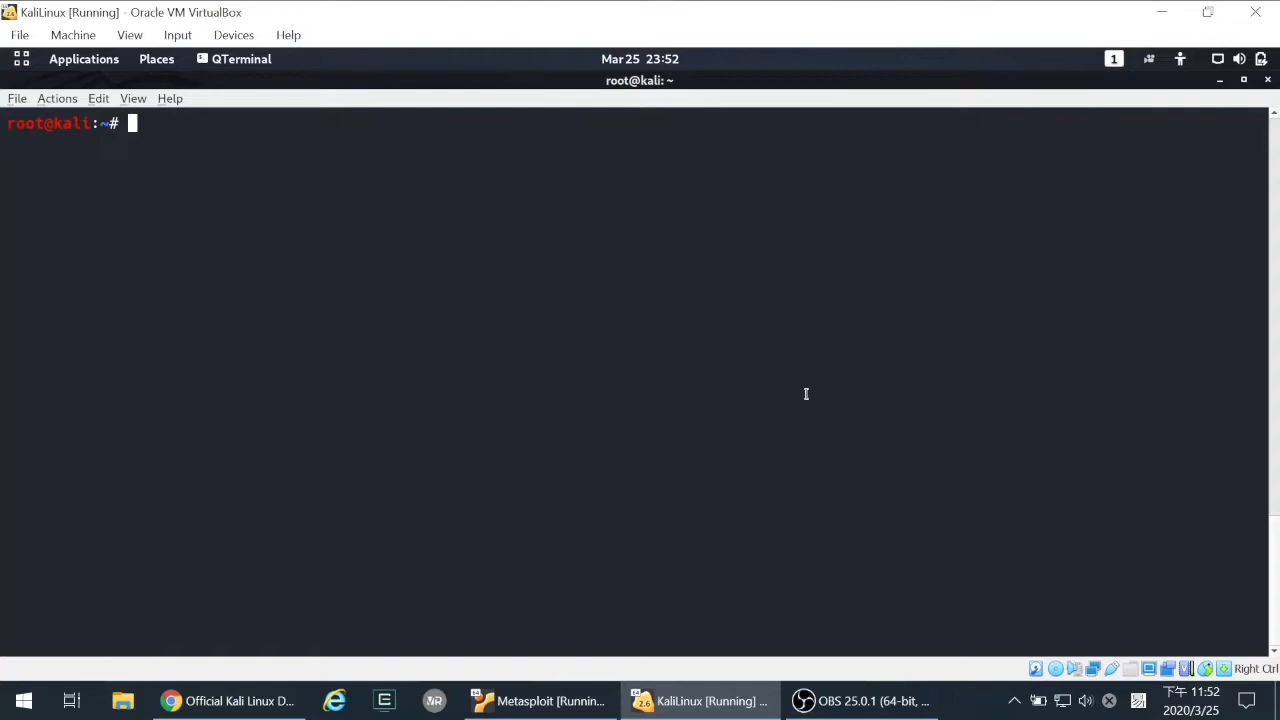 KaliLinux [Running] - Oracle VM VirtualBox
File Machine View Input Devices Help
Applications Places QTerminal Mar 25 23:52 1
root@kali: ~
File Actions Edit View Help
root@kali:~#
Right Ctrl
Official Kali Linux D... Metasploit [Runnin... KaliLinux [Running] ... OBS 25.0.1 (64-bit, ...
下午 11:52
2020/3/25